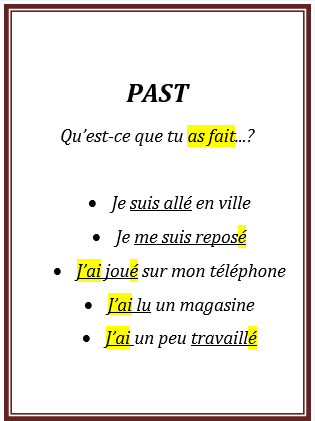 PAST
Qu'est-ce que tu as fait...?
• Je suis allé en ville
• Je me suis reposé
• J'ai joué sur mon téléphone
• J'ai lu un magasine
• J'ai un peu travaillé